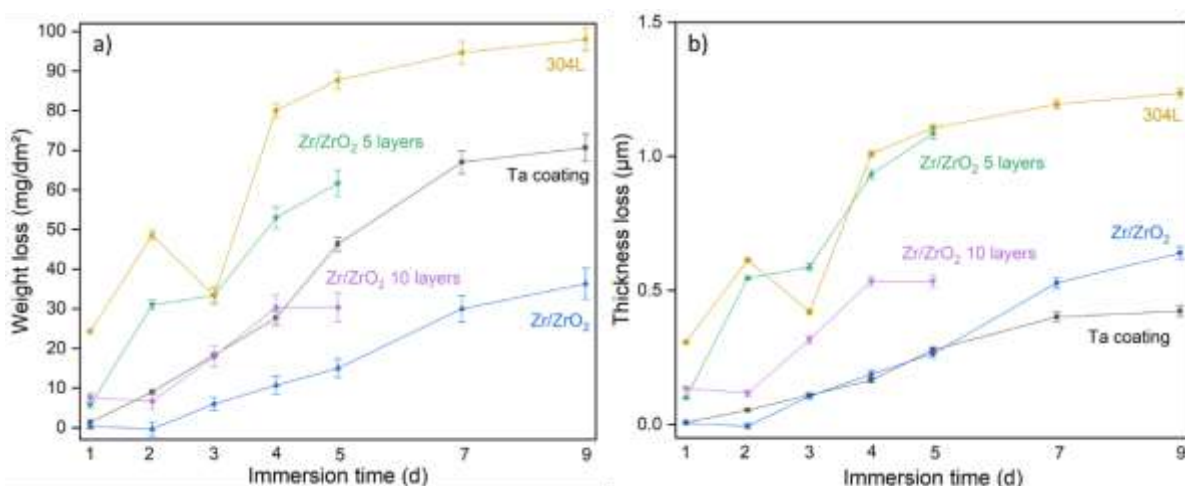 a)
Weight loss (mg/dm²)
100
90
80
70
60
50
40
30
20
10
0
304L
Zr/ZrO₂ 5 layers
Ta coating
Zr/ZrO₂ 10 layers
Zr/ZrO₂
1 2 3 4 5 7 9
Immersion time (d)
b)
Thickness loss (µm)
1.5
1.0
0.5
0.0
304L
Zr/ZrO₂ 5 layers
Zr/ZrO₂
Zr/ZrO₂ 10 layers
Ta coating
1 2 3 4 5 7 9
Immersion time (d)